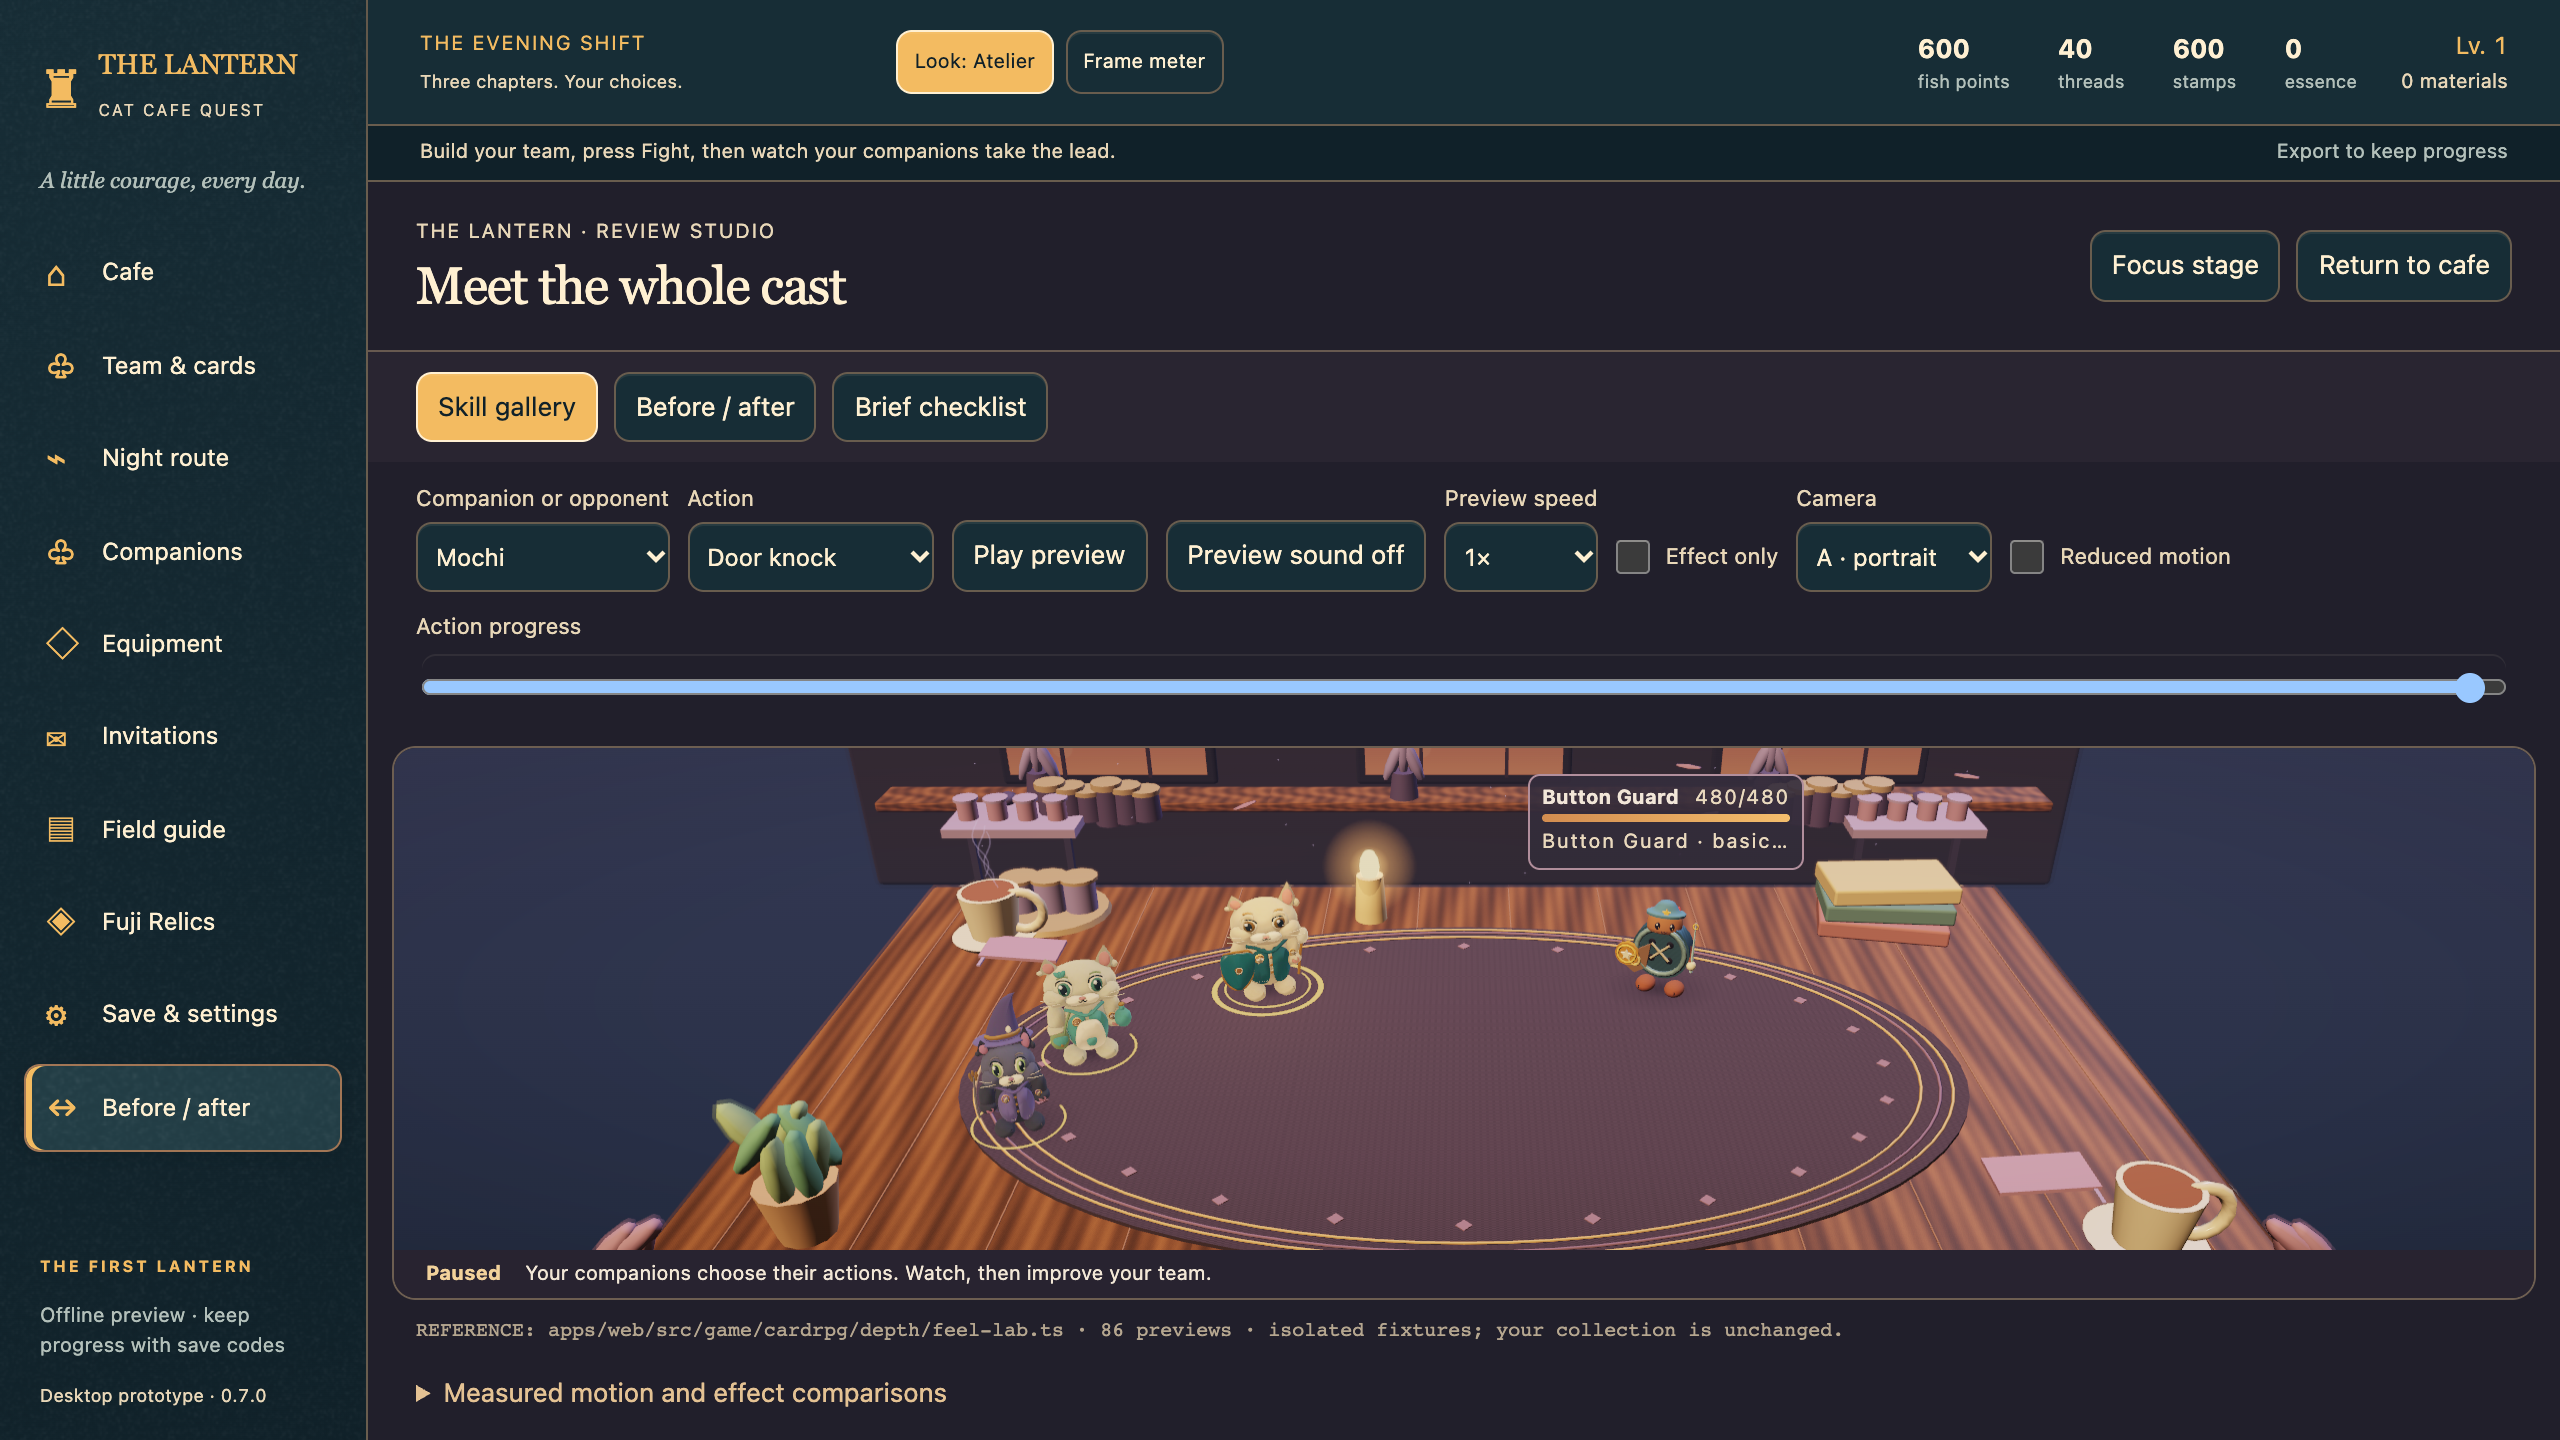 THE LANTERN
CAT CAFE QUEST
A little courage, every day.
Cafe
Team & cards
Night route
Companions
Equipment
Invitations
Field guide
Fuji Relics
Save & settings
Before / after
THE FIRST LANTERN
Offline preview · keep
progress with save codes
Desktop prototype · 0.7.0
THE EVENING SHIFT
Three chapters. Your choices.
Look: Atelier
Frame meter
600
fish points
40
threads
600
stamps
0
essence
Lv. 1
0 materials
Build your team, press Fight, then watch your companions take the lead.
Export to keep progress
THE LANTERN · REVIEW STUDIO
Meet the whole cast
Focus stage
Return to cafe
Skill gallery
Before / after
Brief checklist
Companion or opponent
Mochi
Action
Door knock
Play preview
Preview sound off
Preview speed
1×
Effect only
Camera
A · portrait
Reduced motion
Action progress
Button Guard 480/480
Button Guard · basic...
Paused Your companions choose their actions. Watch, then improve your team.
REFERENCE: apps/web/src/game/cardrpg/depth/feel-lab.ts · 86 previews · isolated fixtures; your collection is unchanged.
Measured motion and effect comparisons